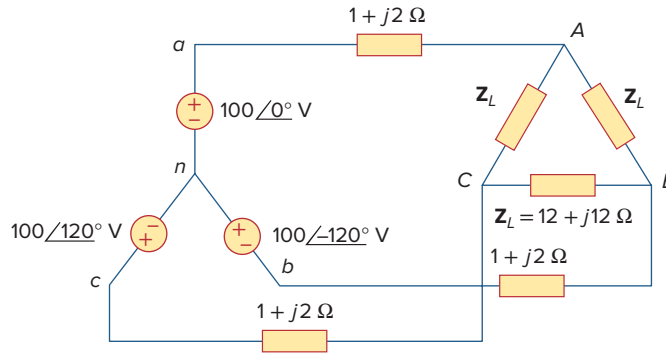 1 + j2 Ω
a
A
+
−
100/0° V
Z_L
Z_L
n
C
100/120° V
−
+
+
−
100/−120° V
Z_L = 12 + j12 Ω
b
1 + j2 Ω
c
1 + j2 Ω